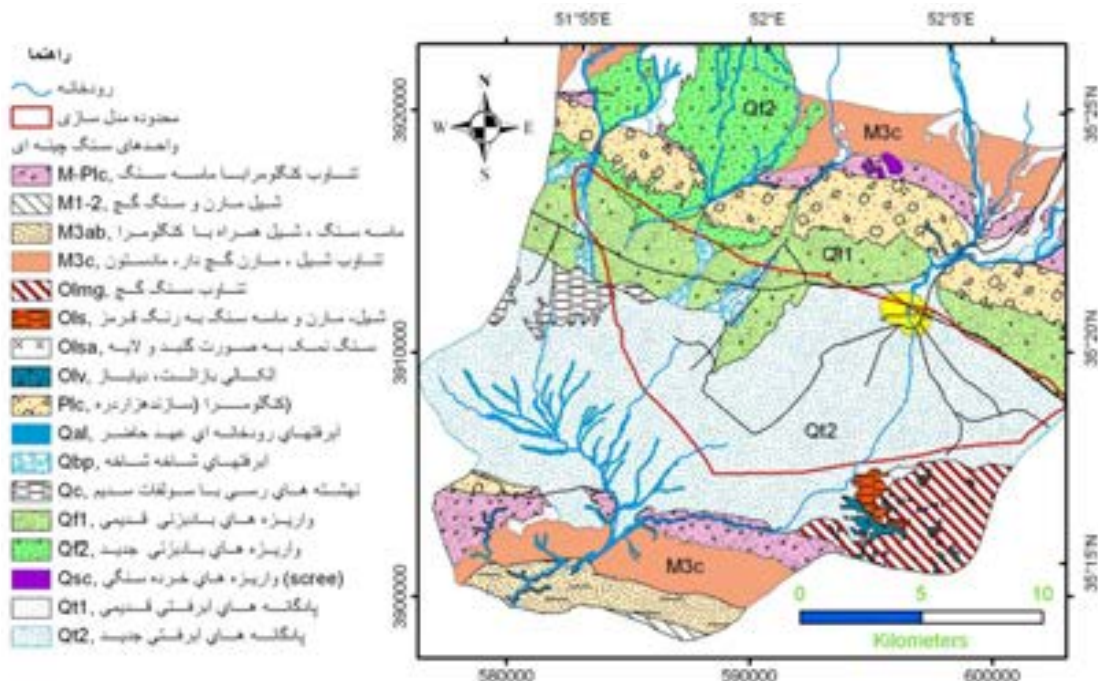 51°55'E 52°E 52°5'E
راهنما
رودخانه
محدوده مدل سازی
واحدهای سنگ چینه ای
M-Plc, تناوب کنگلومرابا ماسه سنگ
M1-2, شیل مارن و سنگ گچ
M3ab, ماسه سنگ ، شیل همراه با کنگلومرا
M3c, تناوب شیل ، مارن گچ دار، مادستون
Olmg, تناوب سنگ گچ
Ols, شیل، مارن و ماسه سنگ به رنگ قرمز
Olsa, سنگ نمک به صورت گنبد و لایه
Olv, الکالی بازالت، دیاباز
Plc, کنگلومرا (سازندهزاردره)
Qal, آبرفتهای رودخانه ای عهد حاضر
Qbp, آبرفتهای شاخه شاخه
Qc, نهشته های رسی با سولفات سدیم
Qf1, واریزه های بادبزنی قدیمی
Qf2, واریزه های بادبزنی جدید
Qsc, واریزه های خرده سنگی (scree)
Qt1, پادگانه های آبرفتی قدیمی
Qt2, پادگانه های آبرفتی جدید
N
W E
S
Qf2
M3c
Qf1
Qt2
M3c
3920000
3910000
3900000
35°25'N
35°20'N
35°15'N
0 5 10
Kilometers
580000 590000 600000